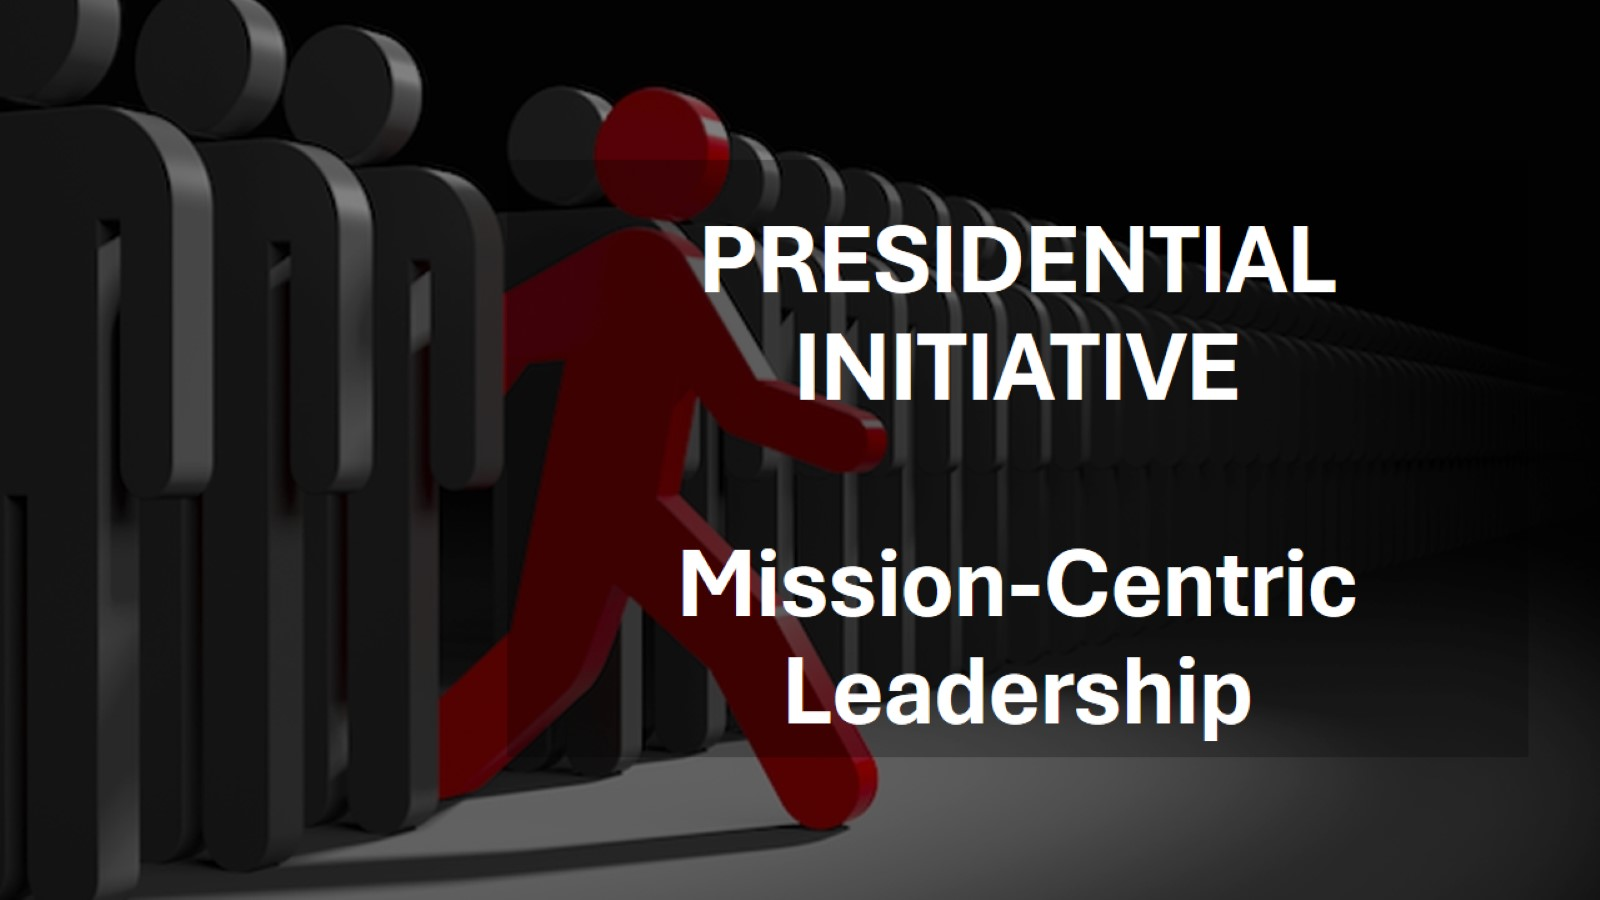 PRESIDENTIAL
INITIATIVE
Mission-Centric
Leadership